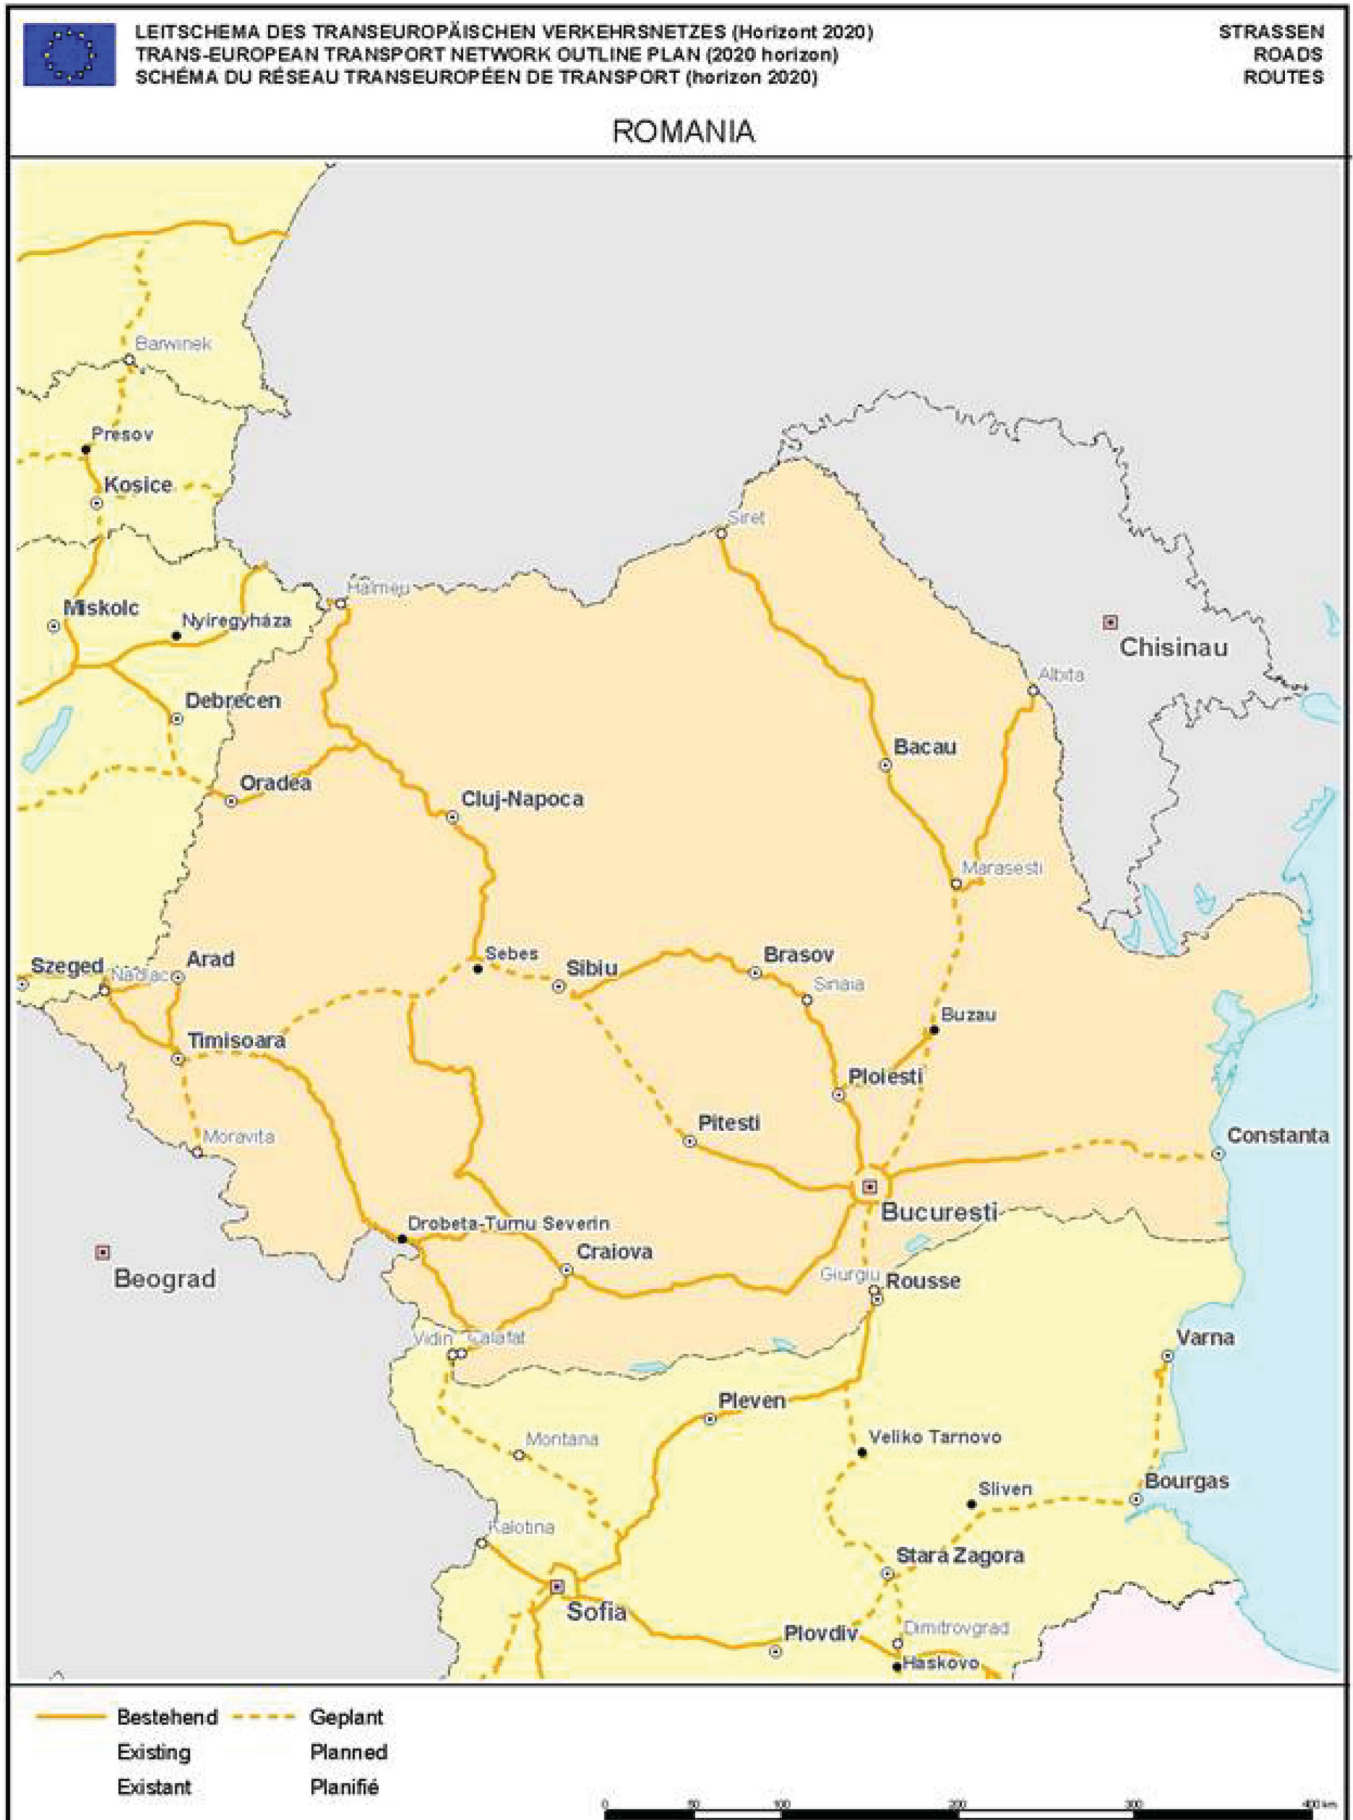 LEITSCHEMA DES TRANSEUROPÄISCHEN VERKEHRSNETZES (Horizont 2020)
TRANS-EUROPEAN TRANSPORT NETWORK OUTLINE PLAN (2020 horizon)
SCHÉMA DU RÉSEAU TRANSEUROPÉEN DE TRANSPORT (horizon 2020)
STRASSEN
ROADS
ROUTES
ROMANIA
Barwinek
Presov
Kosice
Siret
Halmeu
Miskolc
Nyiregyháza
Chisinau
Albita
Debrecen
Bacau
Oradea
Cluj-Napoca
Marasesti
Szeged
Nadlac
Arad
Sebes
Sibiu
Brasov
Sinaia
Buzau
Timisoara
Ploiesti
Pitesti
Moravita
Constanta
Bucuresti
Drobeta-Turnu Severin
Craiova
Beograd
Giurgiu
Rousse
Vidin
Calafat
Varna
Pleven
Montana
Veliko Tarnovo
Sliven
Bourgas
Kalotina
Stara Zagora
Sofia
Plovdiv
Dimitrovgrad
Haskovo
Bestehend
Geplant
Existing
Planned
Existant
Planifié
0 50 100 200 300 400 km